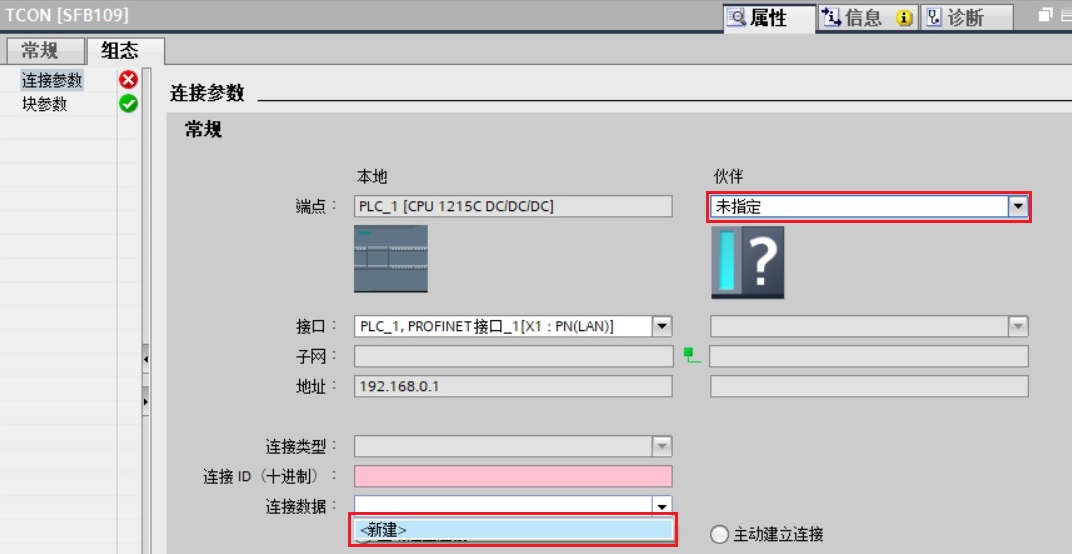 TCON [SFB109]
属性 信息 诊断
常规 组态
连接参数
块参数
连接参数
常规
本地 伙伴
端点： PLC_1 [CPU 1215C DC/DC/DC] 未指定
?
接口： PLC_1, PROFINET接口_1[X1 : PN(LAN)]
子网：
地址： 192.168.0.1
连接类型：
连接 ID（十进制）：
连接数据：
<新建>
主动建立连接